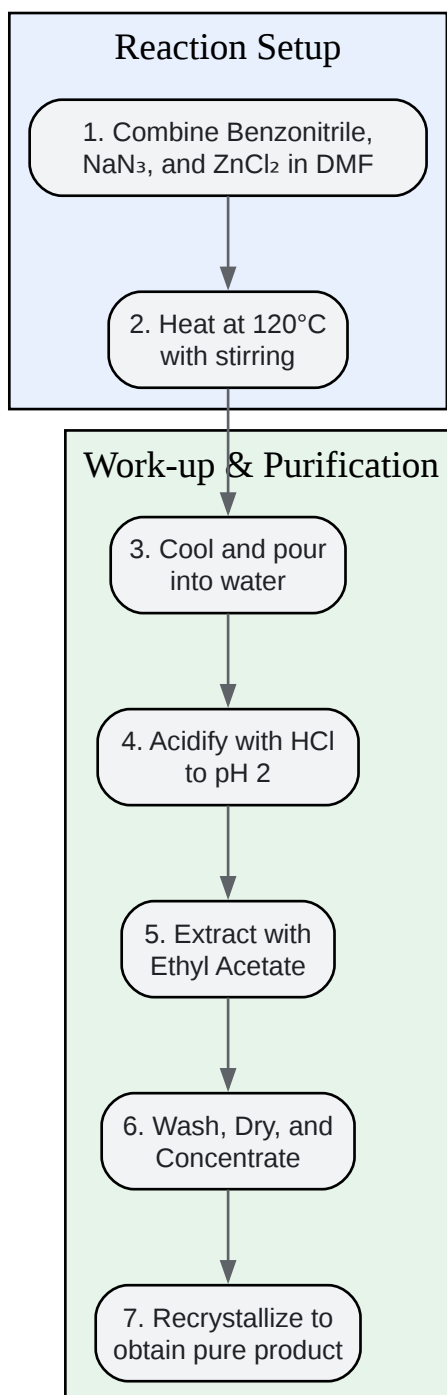 Reaction Setup
1. Combine Benzonitrile,
NaN₃, and ZnCl₂ in DMF
2. Heat at 120°C
with stirring
Work-up & Purification
3. Cool and pour
into water
4. Acidify with HCl
to pH 2
5. Extract with
Ethyl Acetate
6. Wash, Dry, and
Concentrate
7. Recrystallize to
obtain pure product